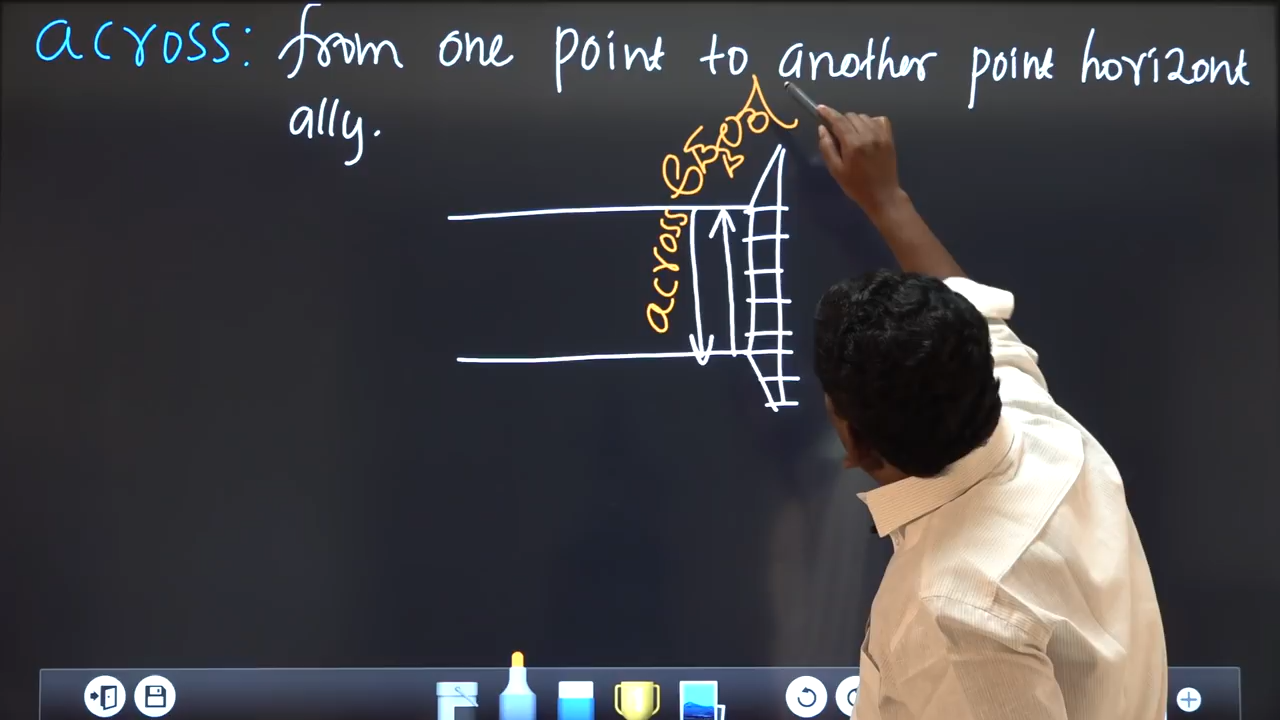 across: from one point to another point horizont
ally.
across